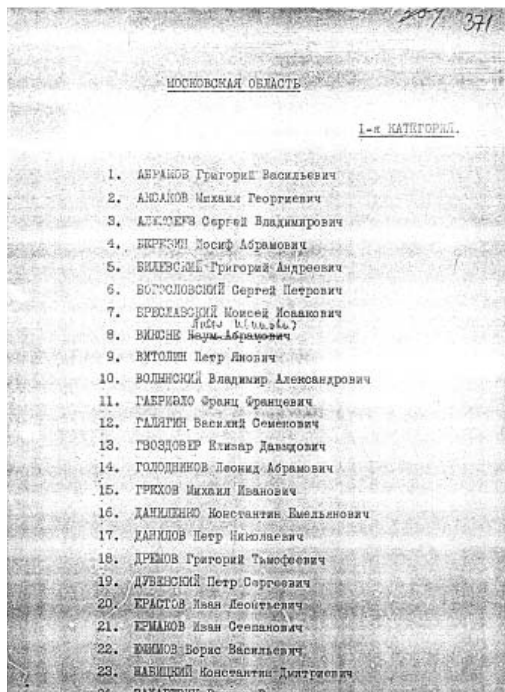 371
МОСКОВСКАЯ ОБЛАСТЬ
1-я КАТЕГОРИЯ.
1. АБРАМОВ Григорий Васильевич
2. АКСАКОВ Михаил Георгиевич
3. АЛЕКСЕЕВ Сергей Владимирович
4. БЕРЕЗИН Иосиф Абрамович
5. БИЛЕВСКИЙ Григорий Андреевич
6. БОГОСЛОВСКИЙ Сергей Петрович
7. БРЕСЛАВСКИЙ Моисей Исаакович
8. ВИКСНЕ Наум Абрамович
9. ВИТОЛИН Петр Янович
10. ВОЛЫНСКИЙ Владимир Александрович
11. ГАБРИЭЛО Франц Францевич
12. ГАЛЯГИН Василий Семенович
13. ГВОЗДОВЕР Елизар Давыдович
14. ГОЛОДНИКОВ Леонид Абрамович
15. ГРЕХОВ Михаил Иванович
16. ДАНИЛЕНКО Константин Емельянович
17. ДАНИЛОВ Петр Николаевич
18. ДРЕМОВ Григорий Тимофеевич
19. ДУБЕНСКИЙ Петр Сергеевич
20. ЕРАСТОВ Иван Леонтьевич
21. ЕРМАКОВ Иван Степанович
22. ЕФИМОВ Борис Васильевич
23. Константин Дмитриевич